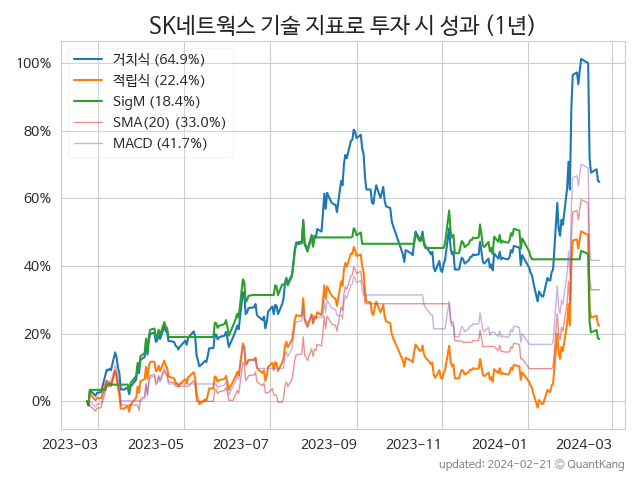 SK네트웍스 기술 지표로 투자 시 성과 (1년)
거치식 (64.9%)
적립식 (22.4%)
SigM (18.4%)
SMA(20) (33.0%)
MACD (41.7%)
100%
80%
60%
40%
20%
0%
2023-03 2023-05 2023-07 2023-09 2023-11 2024-01 2024-03
updated: 2024-02-21 © QuantKang